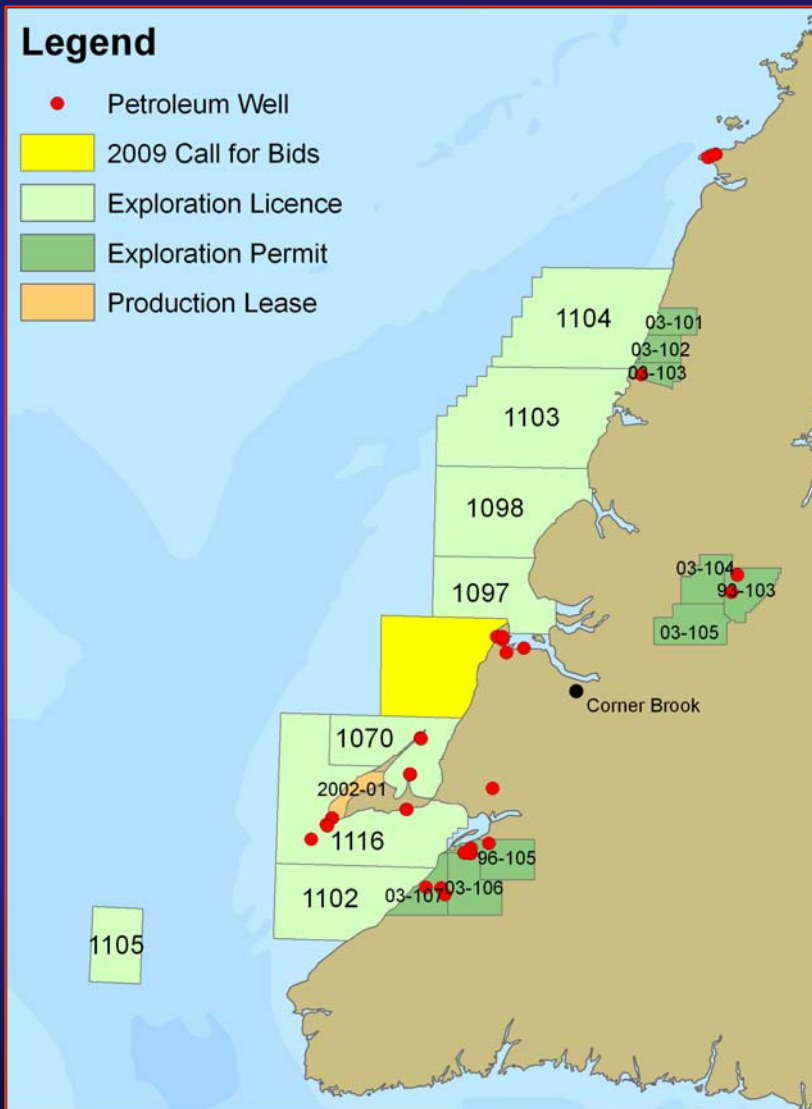 Legend
Petroleum Well
2009 Call for Bids
Exploration Licence
Exploration Permit
Production Lease
1104
03-101
03-102
03-103
1103
1098
1097
03-104
93-103
03-105
Corner Brook
1070
2002-01
1116
96-105
1102
03-107
03-106
1105